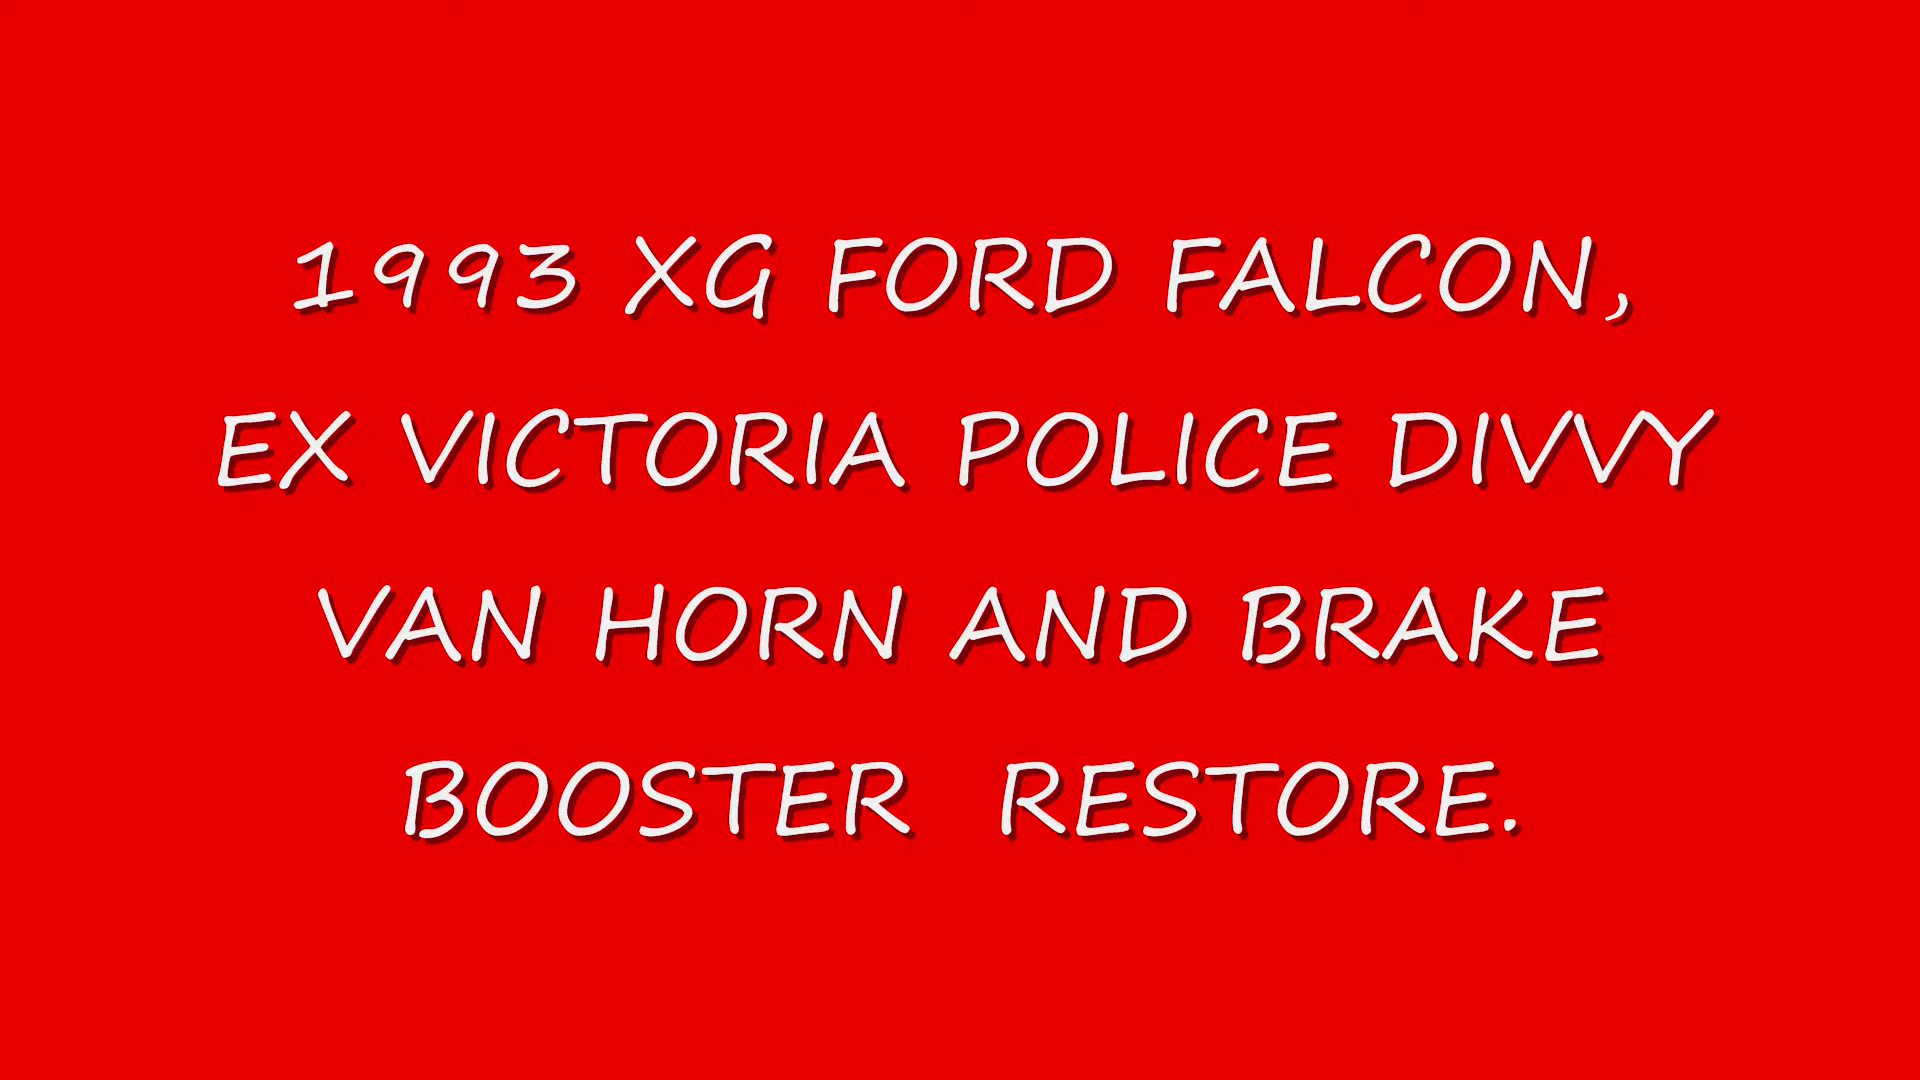 1993 XG FORD FALCON,
EX VICTORIA POLICE DIVVY
VAN HORN AND BRAKE
BOOSTER  RESTORE.